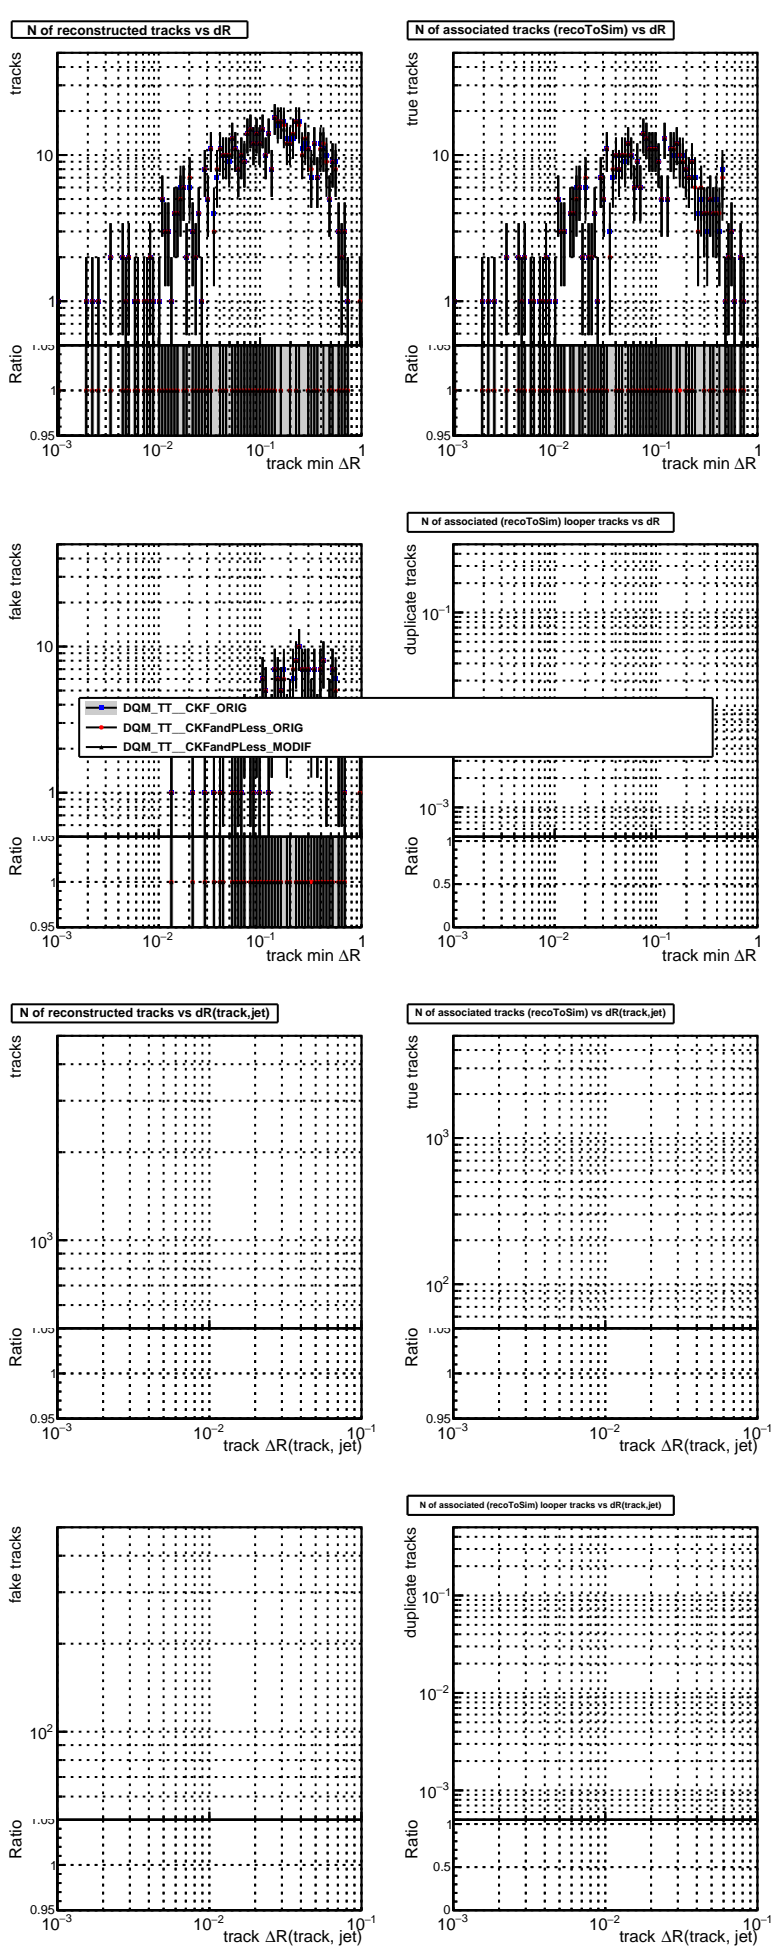 N of reconstructed tracks vs dR
tracks
10
1
1.05
Ratio
1
0.95
10−3
10−2
10−1
1
track min ΔR
N of associated tracks (recoToSim) vs dR
true tracks
10
1
1.05
Ratio
1
0.95
10−3
10−2
10−1
1
track min ΔR
fake tracks
10
1
1.05
Ratio
1
0.95
10−3
10−2
10−1
1
track min ΔR
N of associated (recoToSim) looper tracks vs dR
duplicate tracks
10−1
10−3
Ratio
1
0.5
0
10−3
10−2
10−1
1
track min ΔR
DQM_TT__CKF_ORIG
DQM_TT__CKFandPLess_ORIG
DQM_TT__CKFandPLess_MODIF
N of reconstructed tracks vs dR(track,jet)
tracks
103
1.05
Ratio
1
0.95
10−3
10−2
10−1
track ΔR(track, jet)
N of associated tracks (recoToSim) vs dR(track,jet)
true tracks
103
102
1.05
Ratio
1
0.95
10−3
10−2
10−1
track ΔR(track, jet)
fake tracks
102
1.05
Ratio
1
0.95
10−3
10−2
10−1
track ΔR(track, jet)
N of associated (recoToSim) looper tracks vs dR(track,jet)
duplicate tracks
10−1
10−2
10−3
Ratio
1
0.5
0
10−3
10−2
10−1
track ΔR(track, jet)